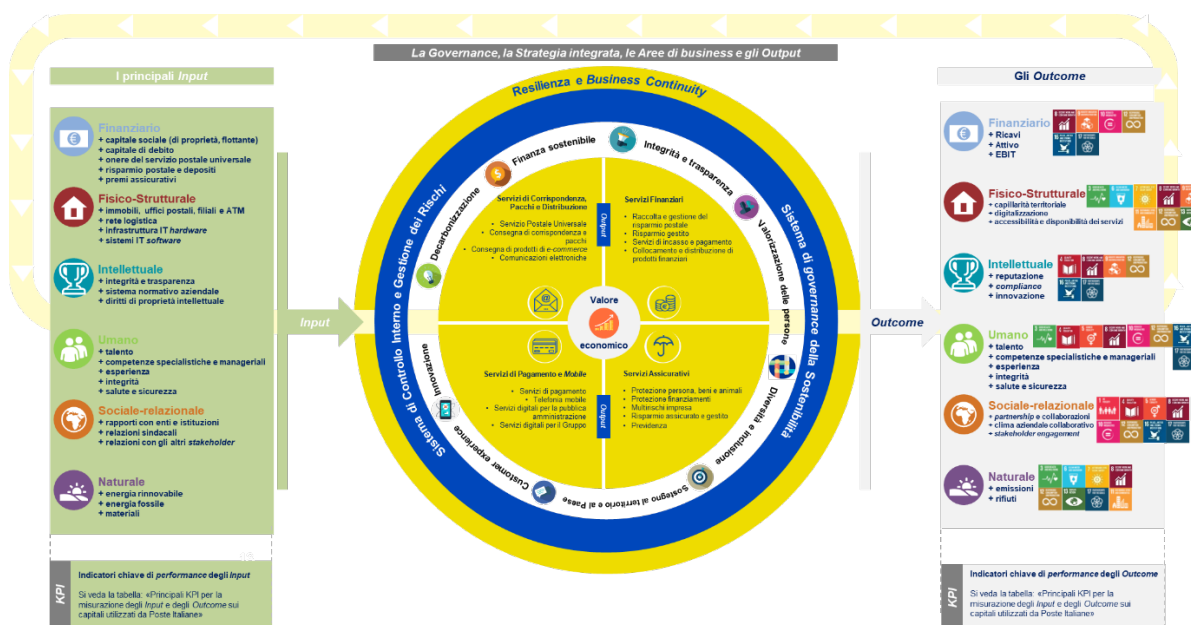 La Governance, la Strategia integrata, le Aree di business e gli Output
I principali Input
Finanziario
+ capitale sociale (di proprietà, flottante)
+ capitale di debito
+ onere del servizio postale universale
+ risparmio postale e depositi
+ premi assicurativi
Fisico-Strutturale
+ immobili, uffici postali, filiali e ATM
+ rete logistica
+ infrastruttura IT hardware
+ sistemi IT software
Intellettuale
+ integrità e trasparenza
+ sistema normativo aziendale
+ diritti di proprietà intellettuale
Umano
+ talento
+ competenze specialistiche e manageriali
+ esperienza
+ integrità
+ salute e sicurezza
Sociale-relazionale
+ rapporti con enti e istituzioni
+ relazioni sindacali
+ relazioni con gli altri stakeholder
Naturale
+ energia rinnovabile
+ energia fossile
+ materiali
KPI
Indicatori chiave di performance degli Input
Si veda la tabella: «Principali KPI per la
misurazione degli Input e degli Outcome sui
capitali utilizzati da Poste Italiane»
Input
Resilienza e Business Continuity
Sistema di Controllo Interno e Gestione dei Rischi
Sistema di governance della Sostenibilità
Finanza sostenibile
Integrità e trasparenza
Valorizzazione delle persone
Diversità e inclusione
Sostegno al territorio e al Paese
Customer experience
Innovazione
Decarbonizzazione
Servizi di Corrispondenza,
Pacchi e Distribuzione
• Servizio Postale Universale
• Consegna di corrispondenza e
pacchi
• Consegna di prodotti di e-commerce
• Comunicazioni elettroniche
Output
Servizi Finanziari
• Raccolta e gestione del
risparmio postale
• Risparmio gestito
• Servizi di incasso e pagamento
• Collocamento e distribuzione di
prodotti finanziari
Valore
economico
Servizi di Pagamento e Mobile
• Servizi di pagamento
• Telefonia mobile
• Servizi digitali per la pubblica
amministrazione
• Servizi digitali per il Gruppo
Output
Servizi Assicurativi
• Protezione persona, beni e animali
• Protezione finanziamenti
• Multirischi impresa
• Risparmio assicurato e gestito
• Previdenza
Outcome
Gli Outcome
Finanziario
+ Ricavi
+ Attivo
+ EBIT
Fisico-Strutturale
+ capillarità territoriale
+ digitalizzazione
+ accessibilità e disponibilità dei servizi
Intellettuale
+ reputazione
+ compliance
+ innovazione
Umano
+ talento
+ competenze specialistiche e manageriali
+ esperienza
+ integrità
+ salute e sicurezza
Sociale-relazionale
+ partnership e collaborazioni
+ clima aziendale collaborativo
+ stakeholder engagement
Naturale
+ emissioni
+ rifiuti
KPI
Indicatori chiave di performance degli Outcome
Si veda la tabella: «Principali KPI per la
misurazione degli Input e degli Outcome sui
capitali utilizzati da Poste Italiane»